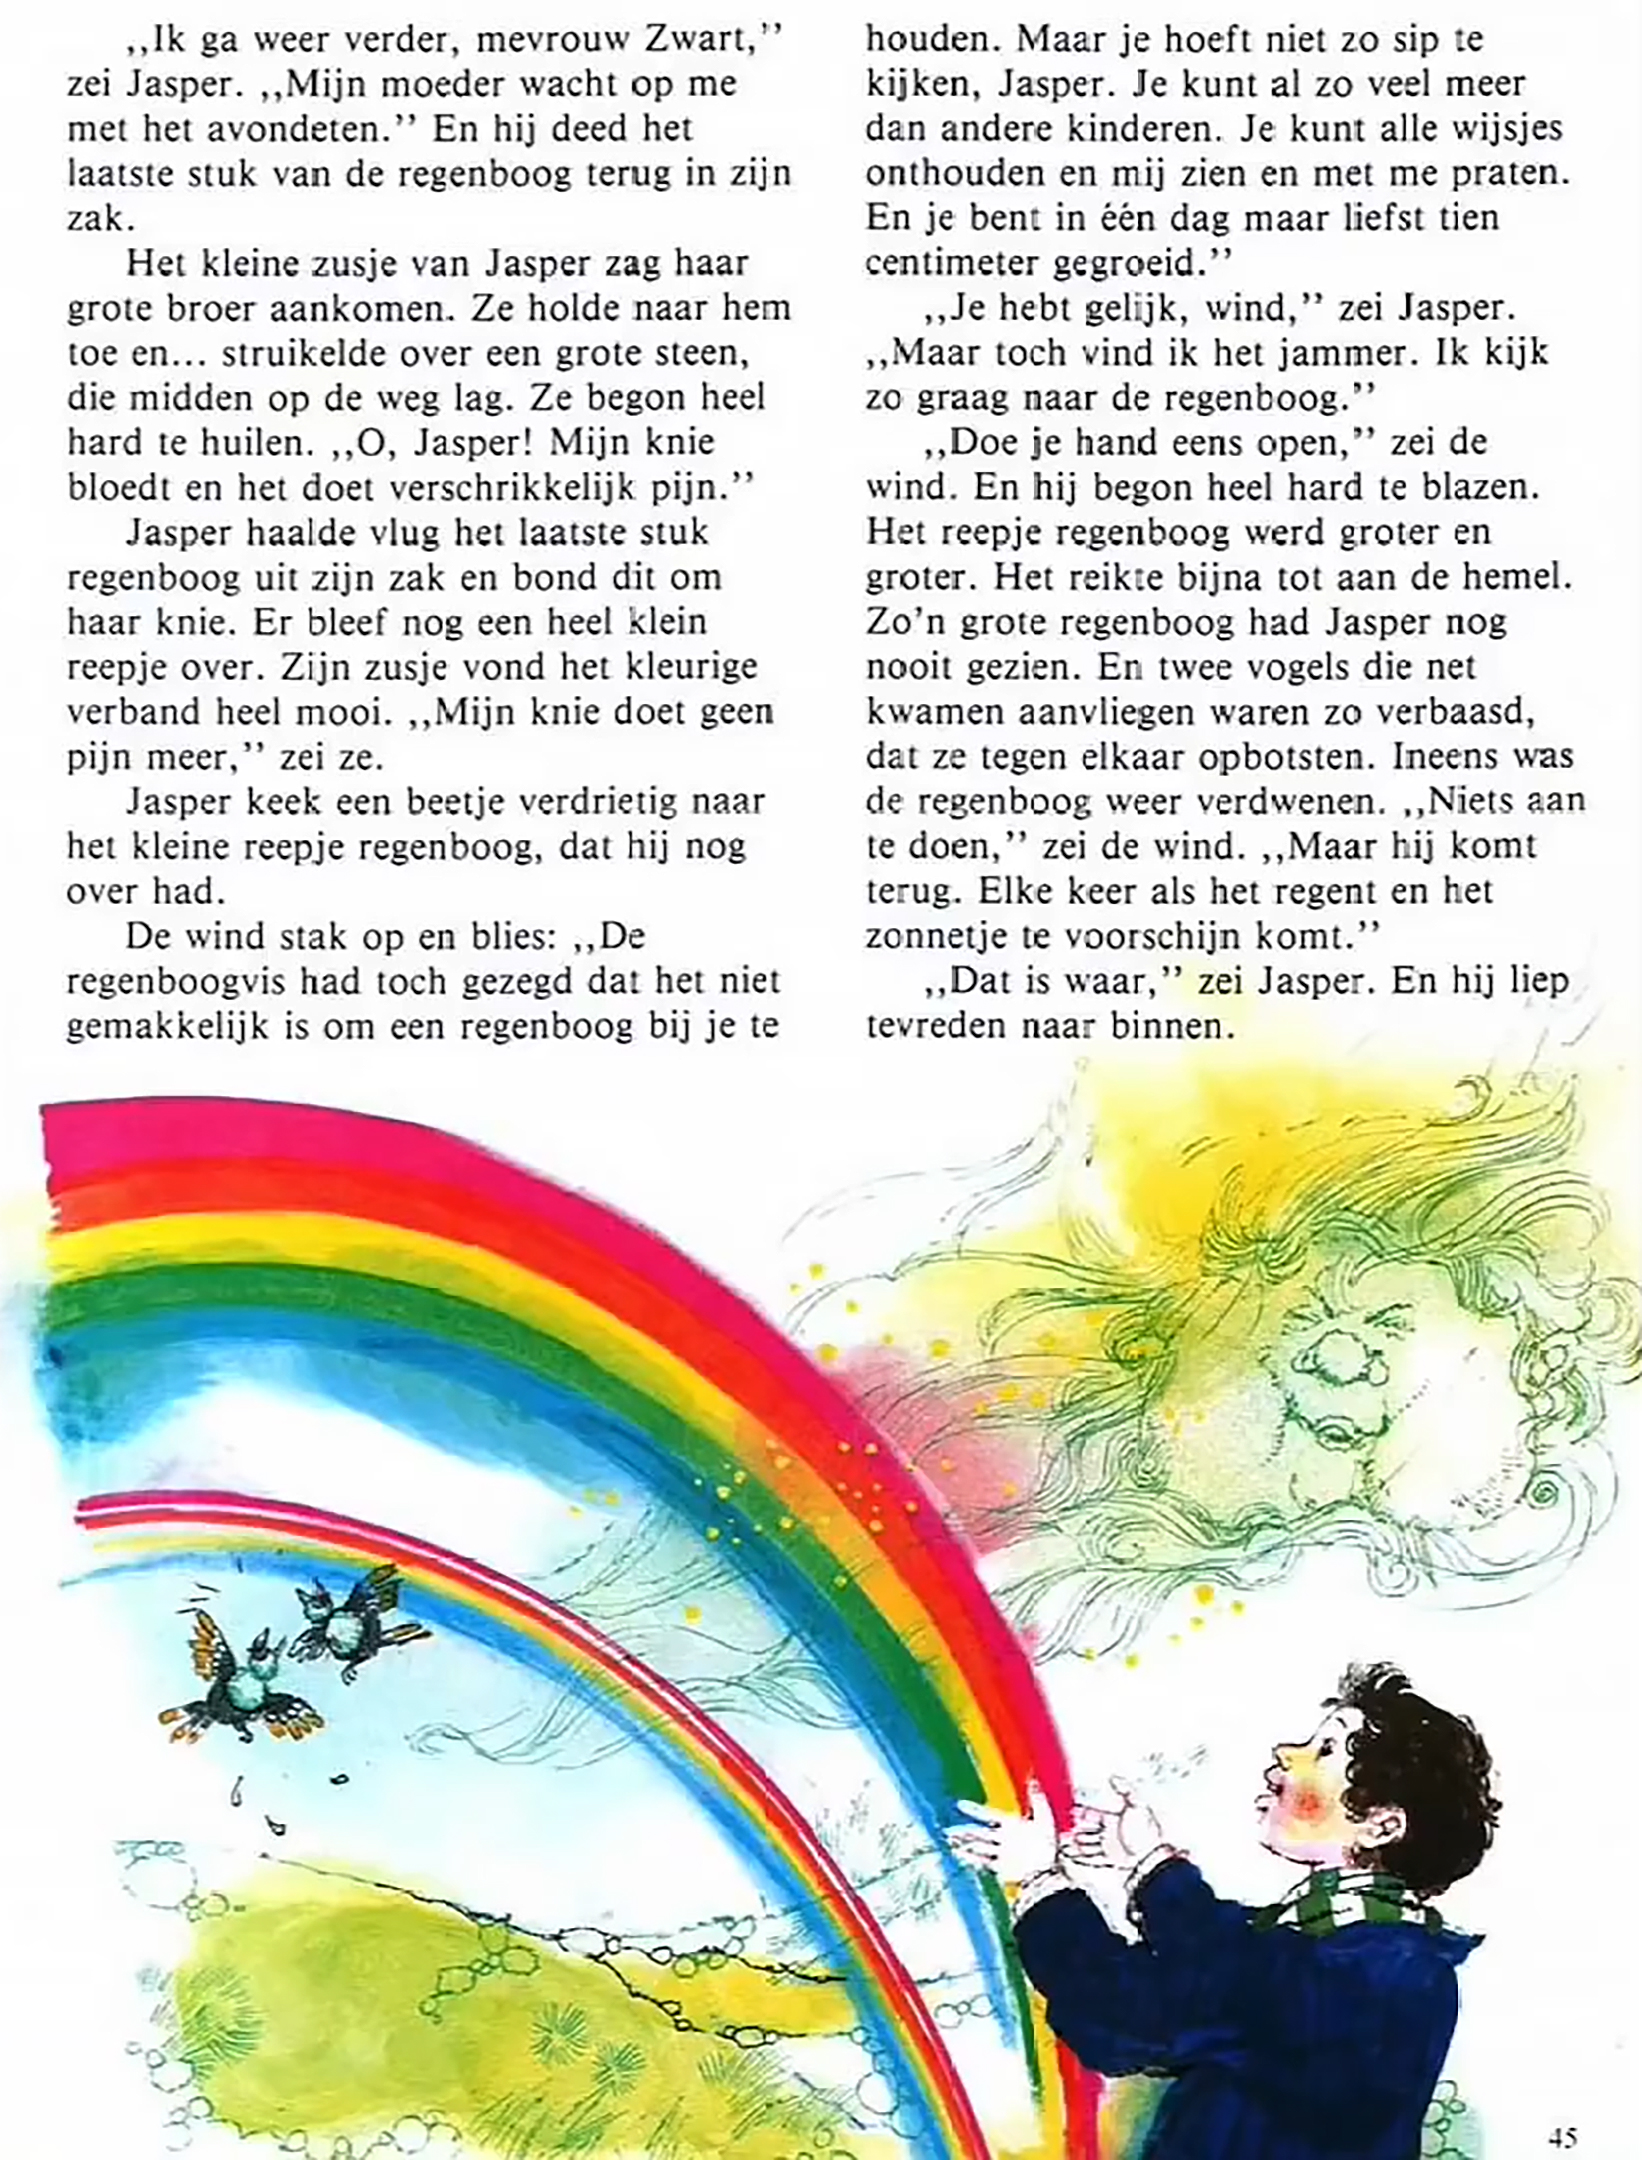 ,,Ik ga weer verder, mevrouw Zwart,''
zei Jasper. ,,Mijn moeder wacht op me
met het avondeten.'' En hij deed het
laatste stuk van de regenboog terug in zijn
zak.
Het kleine zusje van Jasper zag haar
grote broer aankomen. Ze holde naar hem
toe en... struikelde over een grote steen,
die midden op de weg lag. Ze begon heel
hard te huilen. ,,O, Jasper! Mijn knie
bloedt en het doet verschrikkelijk pijn.''
Jasper haalde vlug het laatste stuk
regenboog uit zijn zak en bond dit om
haar knie. Er bleef nog een heel klein
reepje over. Zijn zusje vond het kleurige
verband heel mooi. ,,Mijn knie doet geen
pijn meer,'' zei ze.
Jasper keek een beetje verdrietig naar
het kleine reepje regenboog, dat hij nog
over had.
De wind stak op en blies: ,,De
regenboogvis had toch gezegd dat het niet
gemakkelijk is om een regenboog bij je te
houden. Maar je hoeft niet zo sip te
kijken, Jasper. Je kunt al zo veel meer
dan andere kinderen. Je kunt alle wijsjes
onthouden en mij zien en met me praten.
En je bent in één dag maar liefst tien
centimeter gegroeid.''
,,Je hebt gelijk, wind,'' zei Jasper.
,,Maar toch vind ik het jammer. Ik kijk
zo graag naar de regenboog.''
,,Doe je hand eens open,'' zei de
wind. En hij begon heel hard te blazen.
Het reepje regenboog werd groter en
groter. Het reikte bijna tot aan de hemel.
Zo'n grote regenboog had Jasper nog
nooit gezien. En twee vogels die net
kwamen aanvliegen waren zo verbaasd,
dat ze tegen elkaar opbotsten. Ineens was
de regenboog weer verdwenen. ,,Niets aan
te doen,'' zei de wind. ,,Maar hij komt
terug. Elke keer als het regent en het
zonnetje te voorschijn komt.''
,,Dat is waar,'' zei Jasper. En hij liep
tevreden naar binnen.
45